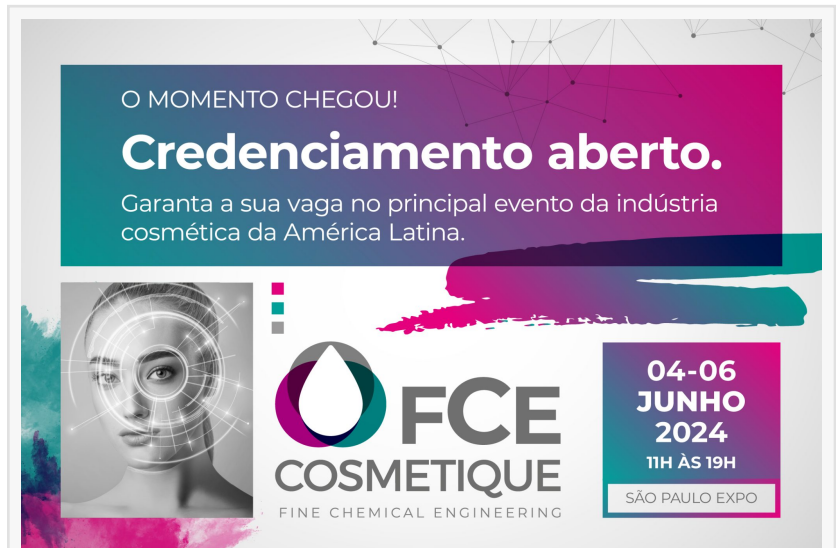 O MOMENTO CHEGOU!
Credenciamento aberto.
Garanta a sua vaga no principal evento da indústria
cosmética da América Latina.
FCE
COSMETIQUE
FINE CHEMICAL ENGINEERING
04-06
JUNHO
2024
11H ÀS 19H
SÃO PAULO EXPO